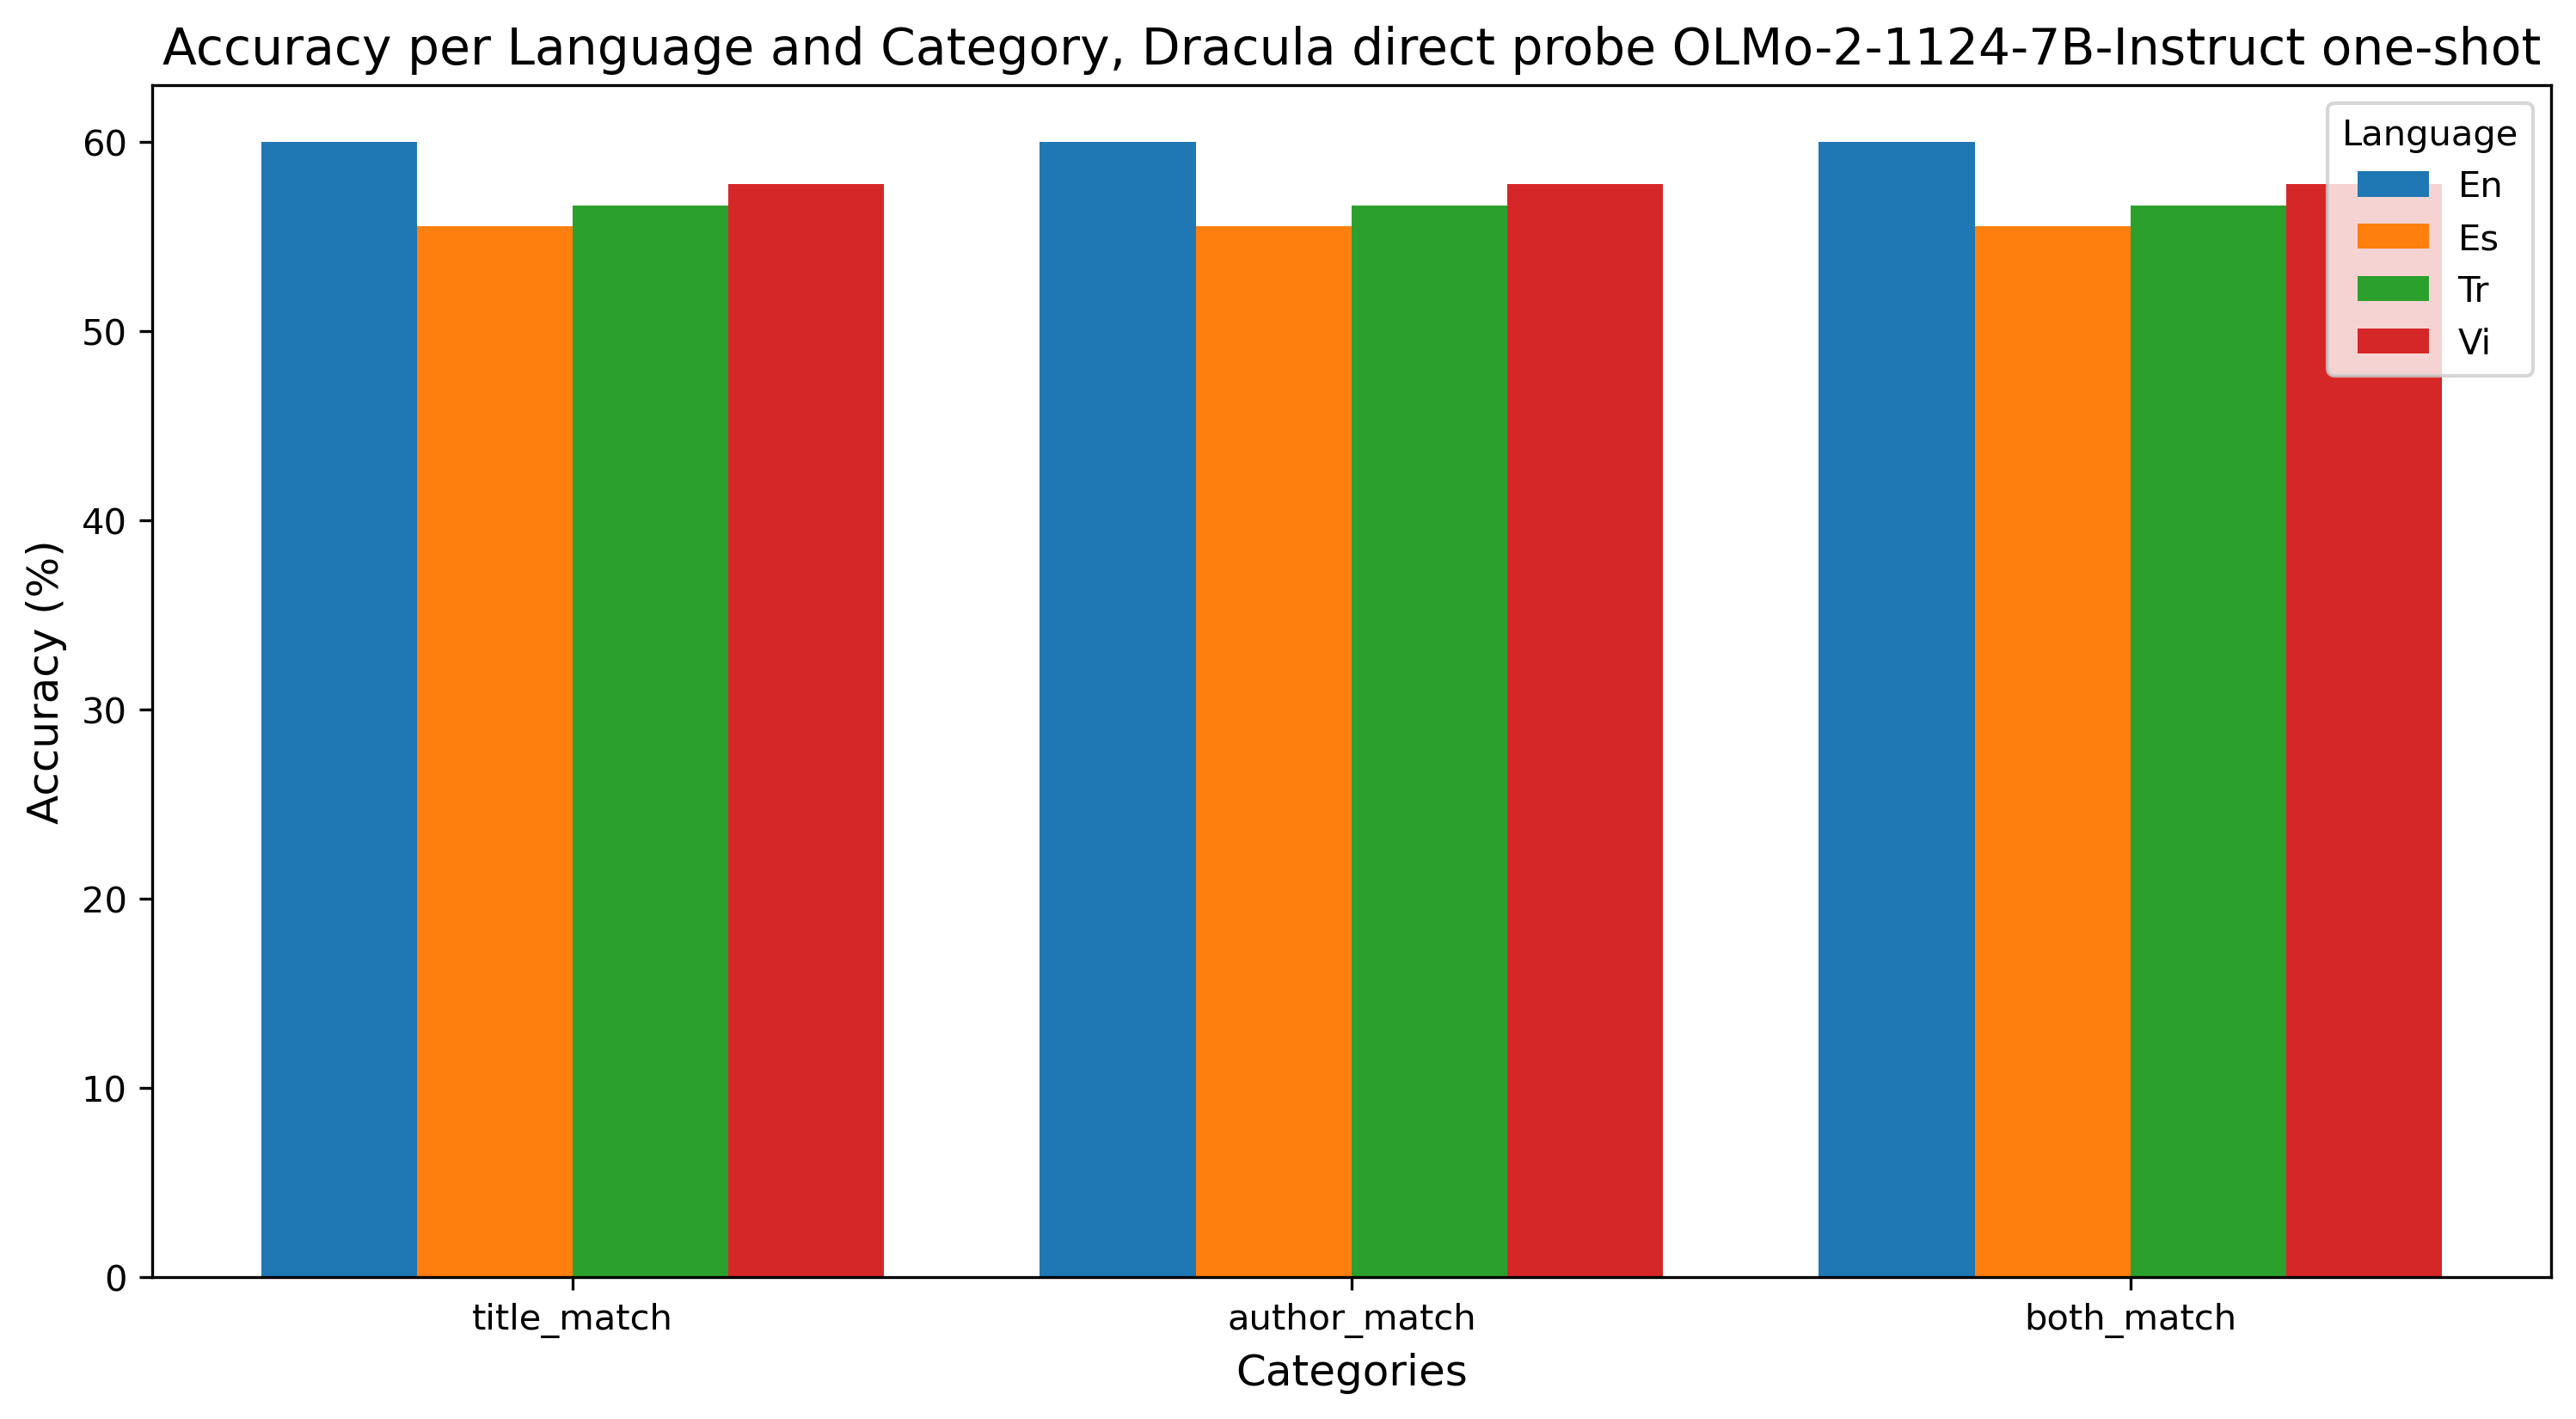 Accuracy per Language and Category, Dracula direct probe OLMo-2-1124-7B-Instruct one-shot
Language
En
Es
Tr
Vi
60
50
40
30
20
10
0
Accuracy (%)
title_match
author_match
both_match
Categories